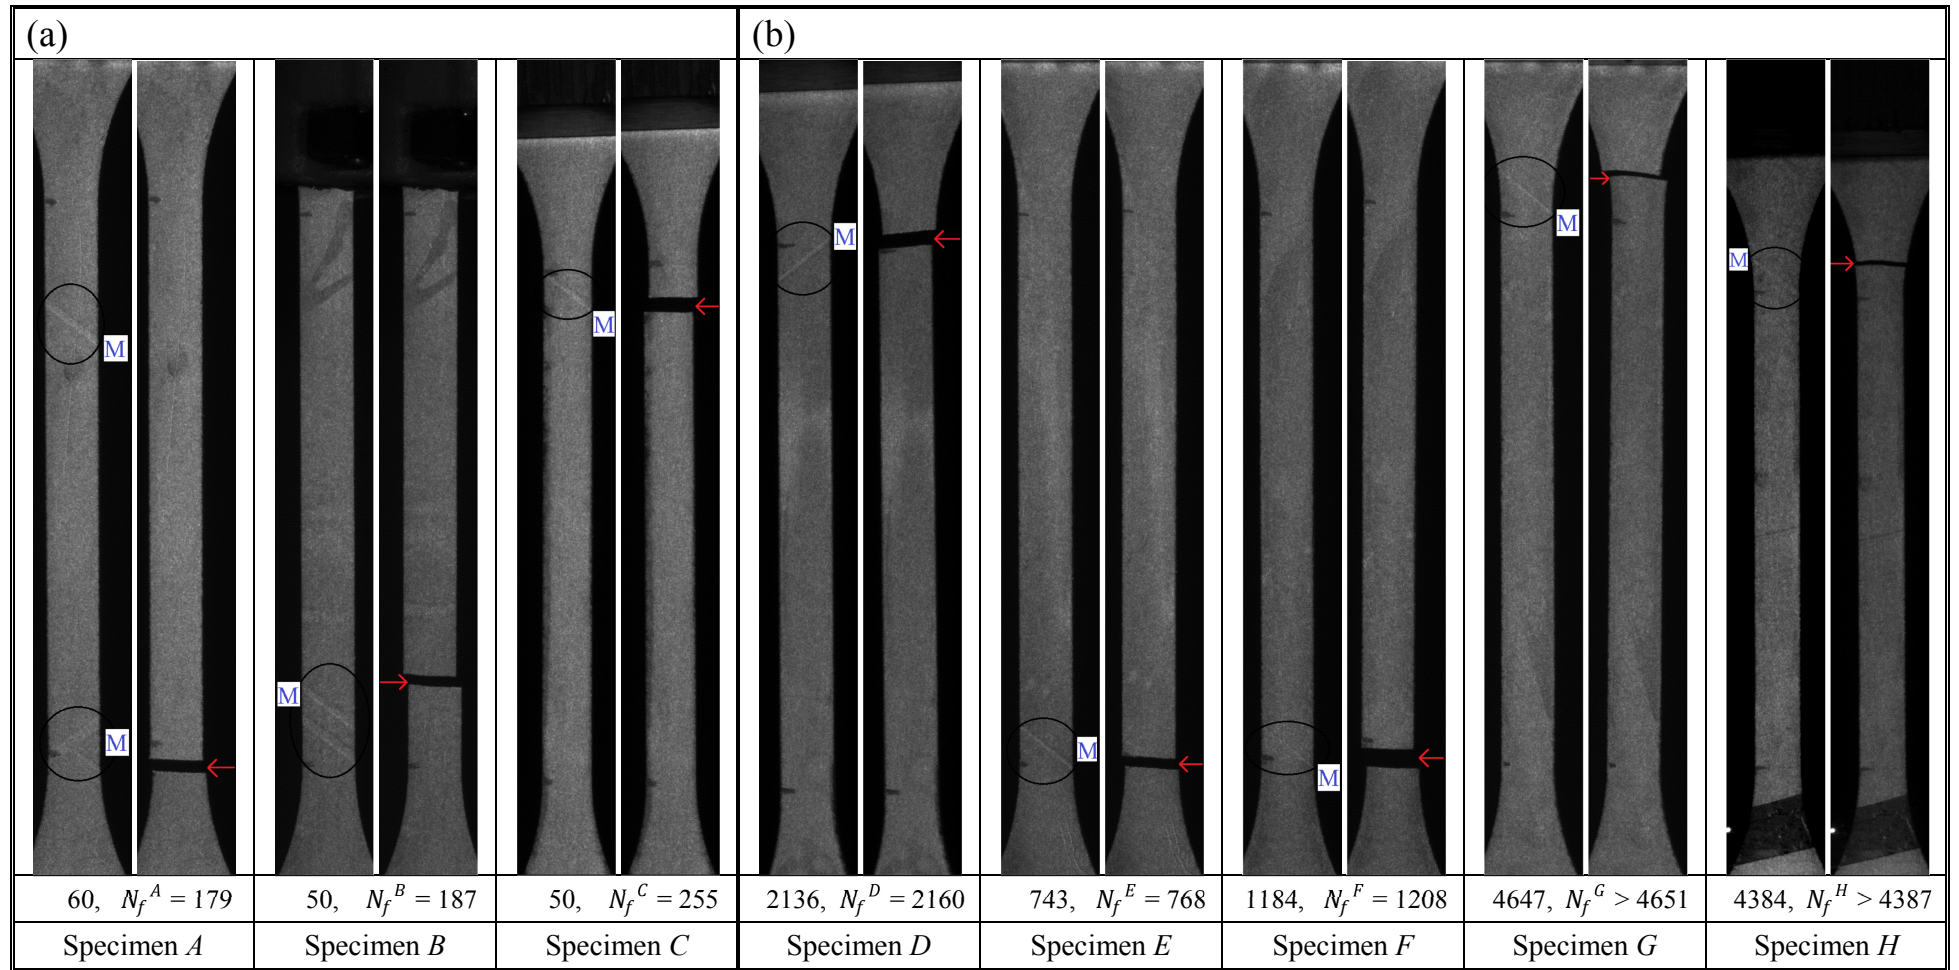 (a) (b)
M M M M M M M M M
60, N_f^A = 179 50, N_f^B = 187 50, N_f^C = 255 2136, N_f^D = 2160 743, N_f^E = 768 1184, N_f^F = 1208 4647, N_f^G > 4651 4384, N_f^H > 4387
Specimen A Specimen B Specimen C Specimen D Specimen E Specimen F Specimen G Specimen H